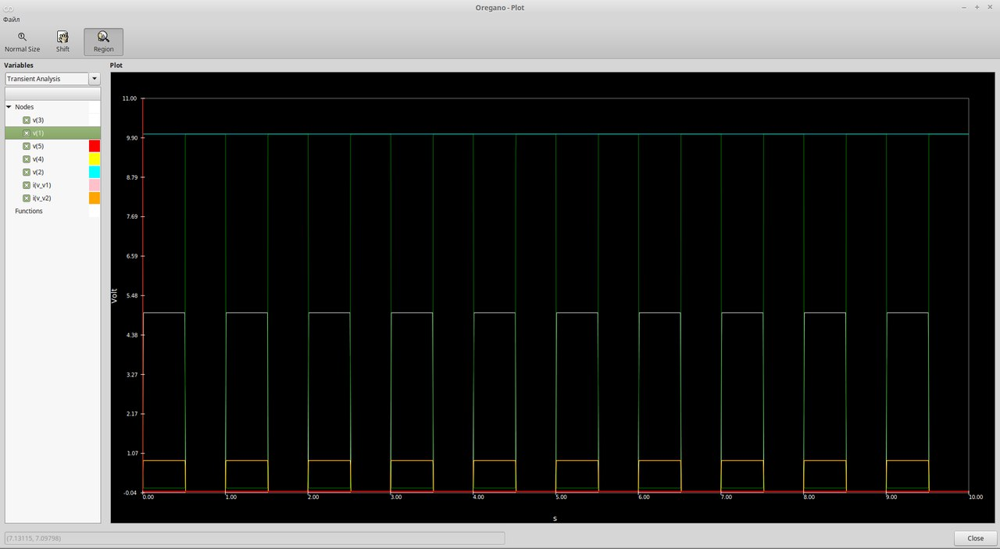 Oregano - Plot
Файл
Normal Size
Shift
Region
Variables
Plot
Transient Analysis
Nodes
v(3)
v(1)
v(5)
v(4)
v(2)
i(v_v1)
i(v_v2)
Functions
11.00
9.90
8.79
7.69
6.59
5.48
4.38
3.27
2.17
1.07
-0.04
Volt
0.00 1.00 2.00 3.00 4.00 5.00 6.00 7.00 8.00 9.00 10.00
s
(7.13115, 7.09798)
Close